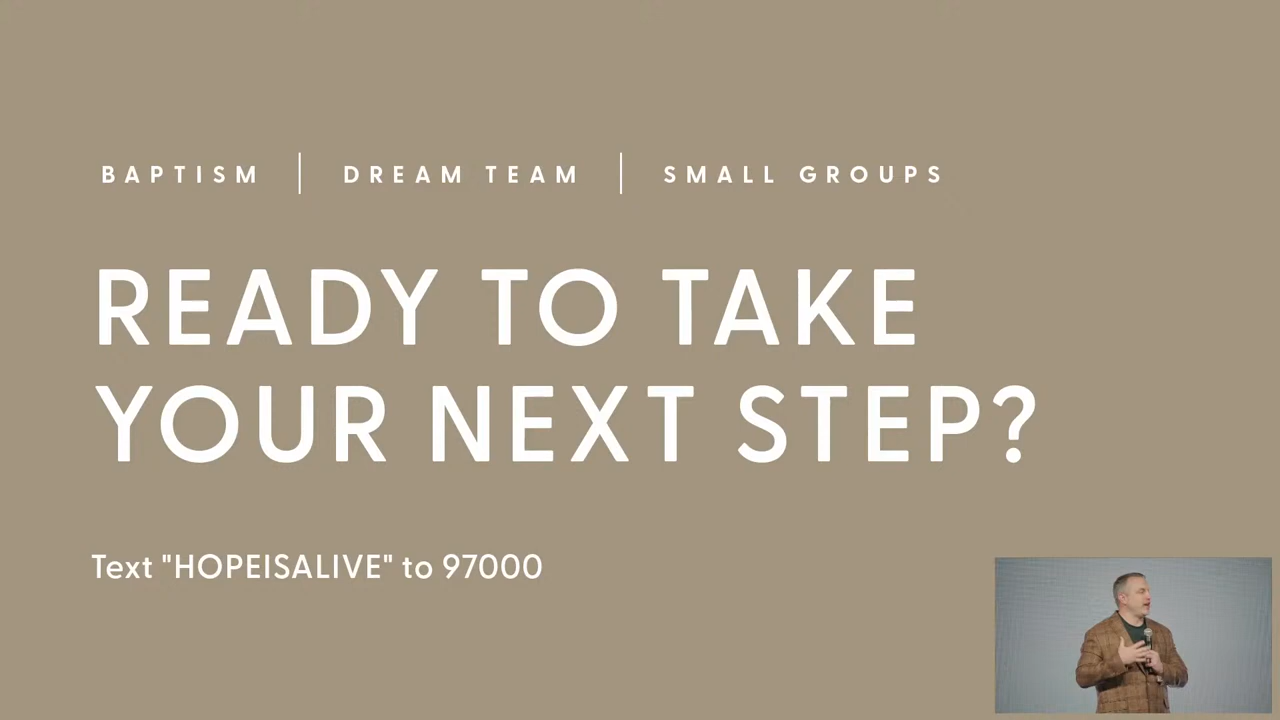 BAPTISM | DREAM TEAM | SMALL GROUPS
READY TO TAKE
YOUR NEXT STEP?
Text "HOPEISALIVE" to 97000